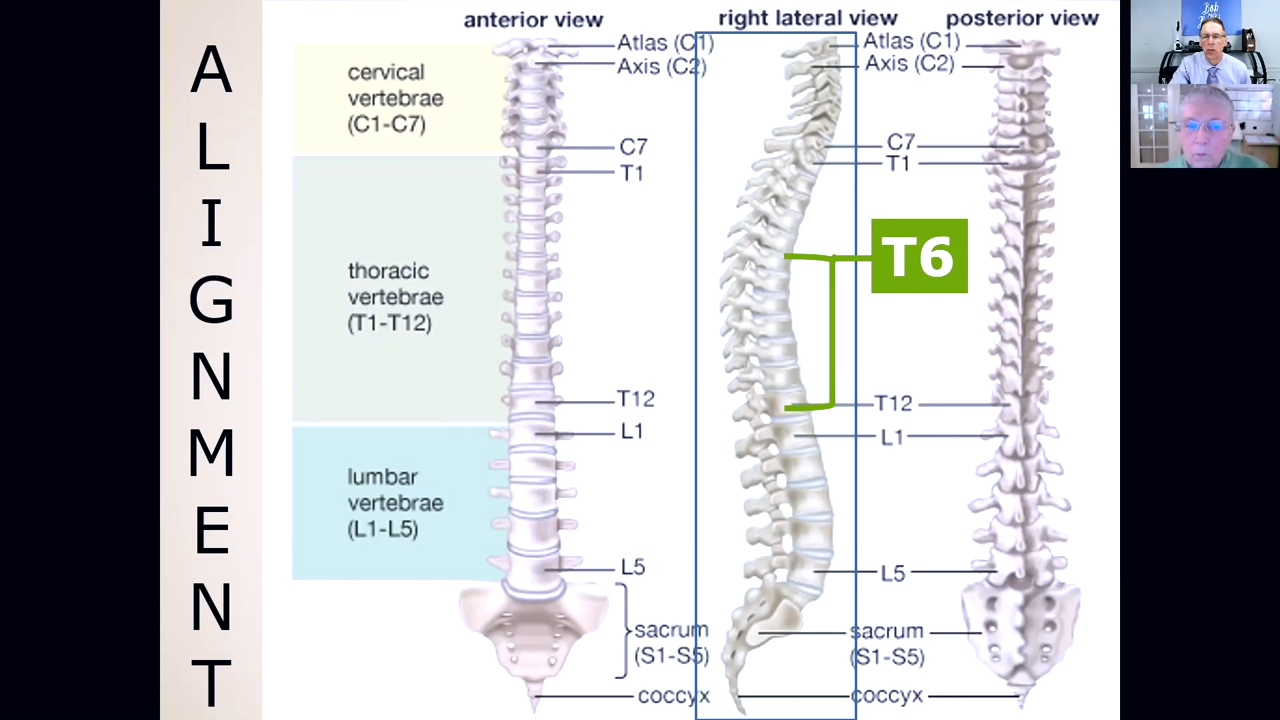 ALIGNMENT
anterior view
right lateral view
posterior view
cervical
vertebrae
(C1-C7)
thoracic
vertebrae
(T1-T12)
lumbar
vertebrae
(L1-L5)
Atlas (C1)
Axis (C2)
C7
T1
T12
L1
L5
sacrum
(S1-S5)
coccyx
Atlas (C1)
Axis (C2)
C7
T1
T6
T12
L1
L5
sacrum
(S1-S5)
coccyx